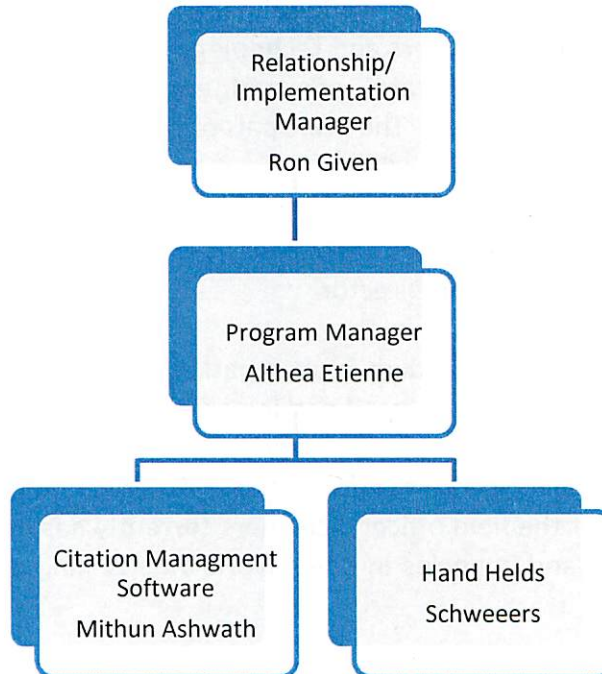 Relationship/
Implementation
Manager
Ron Given
Program Manager
Althea Etienne
Citation Managment
Software
Mithun Ashwath
Hand Helds
Schweeers